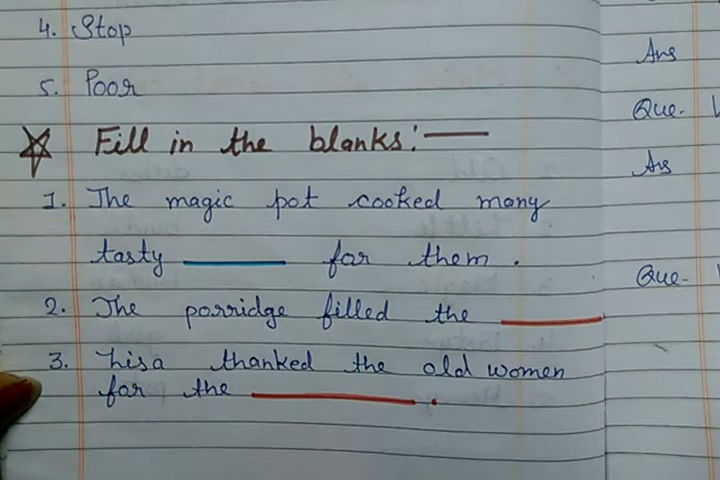 4. Stop
5. Poor
Fill in the blanks:—
1. The magic pot cooked many
tasty ______ for them.
2. The porridge filled the ______
3. Lisa thanked the old women
for the ______.
Ans
Que-
Ans
Que-